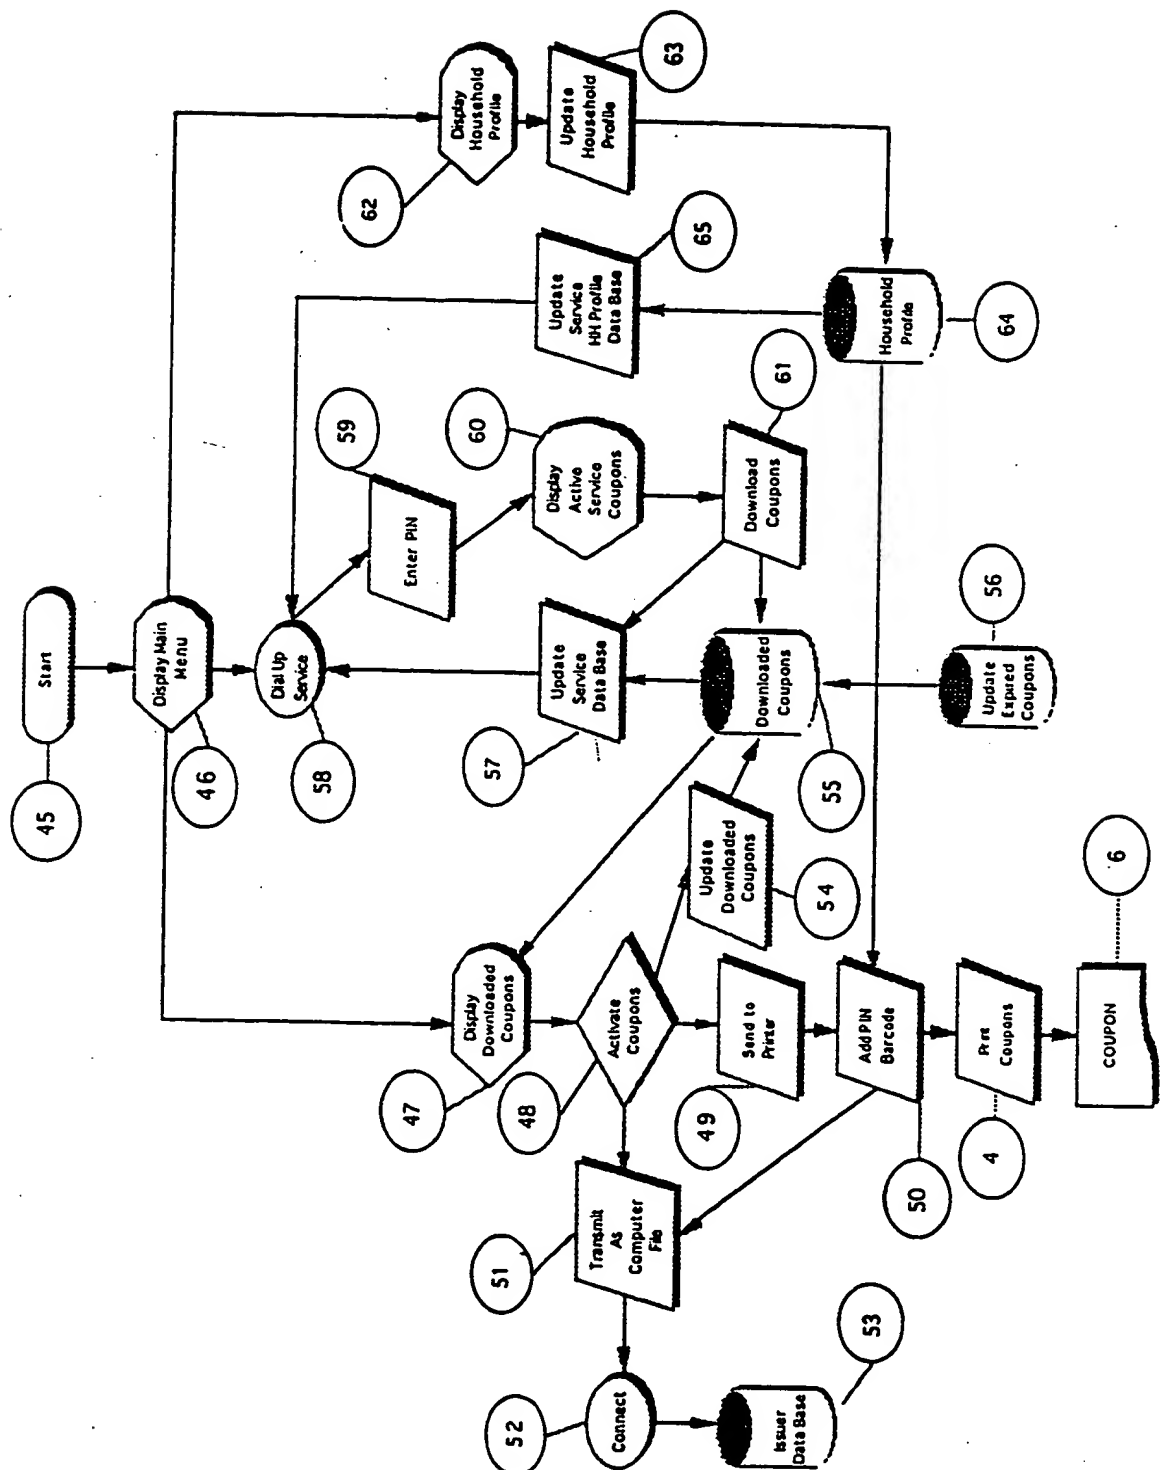 Start
45
Display Main
Menu
46
Dial Up
Service
58
Enter PIN
59
Display
Active
Service
Coupons
60
Download
Coupons
61
Display
Household
Profile
62
Update
Household
Profile
63
Update
Service
HH Profile
Data Base
65
Household
Profile
64
Update
Service
Data Base
57
Downloaded
Coupons
55
Update
Expired
Coupons
56
Update
Downloaded
Coupons
54
Display
Downloaded
Coupons
47
Activate
Coupons
48
Send to
Printer
49
Add PIN
Barcode
50
Print
Coupons
4
COUPON
6
Transmit
As
Computer
File
51
Connect
52
Issuer
Data Base
53